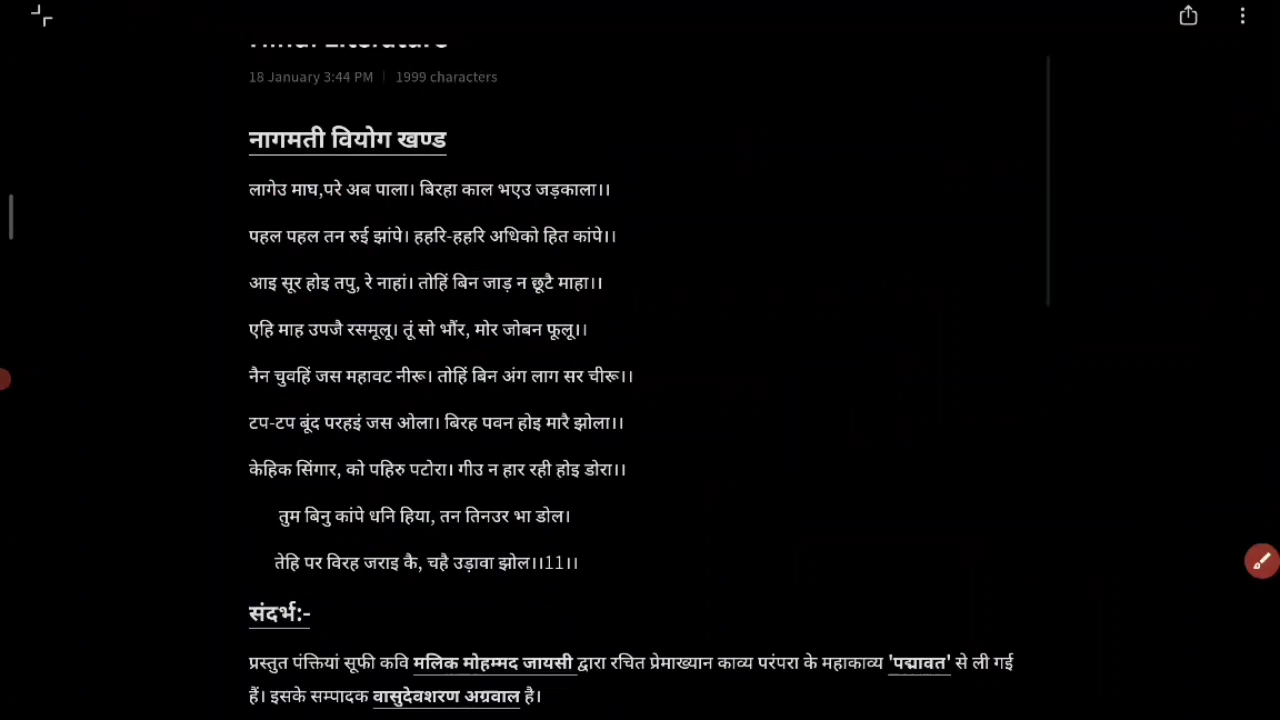 18 January 3:44 PM | 1999 characters
नागमती वियोग खण्ड
लागेउ माघ,परे अब पाला। बिरहा काल भएउ जड़काला।।
पहल पहल तन रुई झांपे। हहरि-हहरि अधिको हित कांपे।।
आइ सूर होइ तपु, रे नाहां। तोहिं बिन जाड़ न छूटै माहा।।
एहि माह उपजै रसमूलू। तूं सो भौंर, मोर जोबन फूलू।।
नैन चुवहिं जस महावट नीरू। तोहिं बिन अंग लाग सर चीरू।।
टप-टप बूंद परहइं जस ओला। बिरह पवन होइ मारै झोला।।
केहिक सिंगार, को पहिरु पटोरा। गीउ न हार रही होइ डोरा।।
तुम बिनु कांपे धनि हिया, तन तिनउर भा डोल।
तेहि पर विरह जराइ कै, चहै उड़ावा झोल।।11।।
संदर्भ:-
प्रस्तुत पंक्तियां सूफी कवि मलिक मोहम्मद जायसी द्वारा रचित प्रेमाख्यान काव्य परंपरा के महाकाव्य 'पद्मावत' से ली गई
हैं। इसके सम्पादक वासुदेवशरण अग्रवाल है।